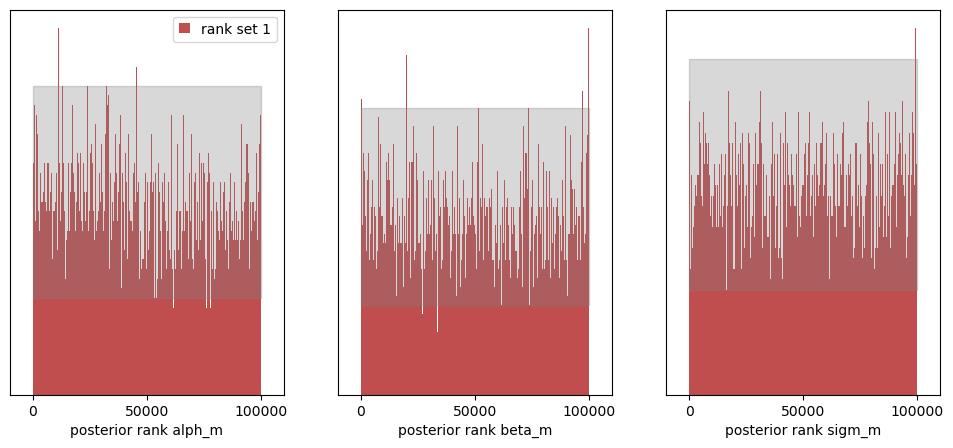 rank set 1
0 50000 100000
0 50000 100000
0 50000 100000
posterior rank alph_m
posterior rank beta_m
posterior rank sigm_m